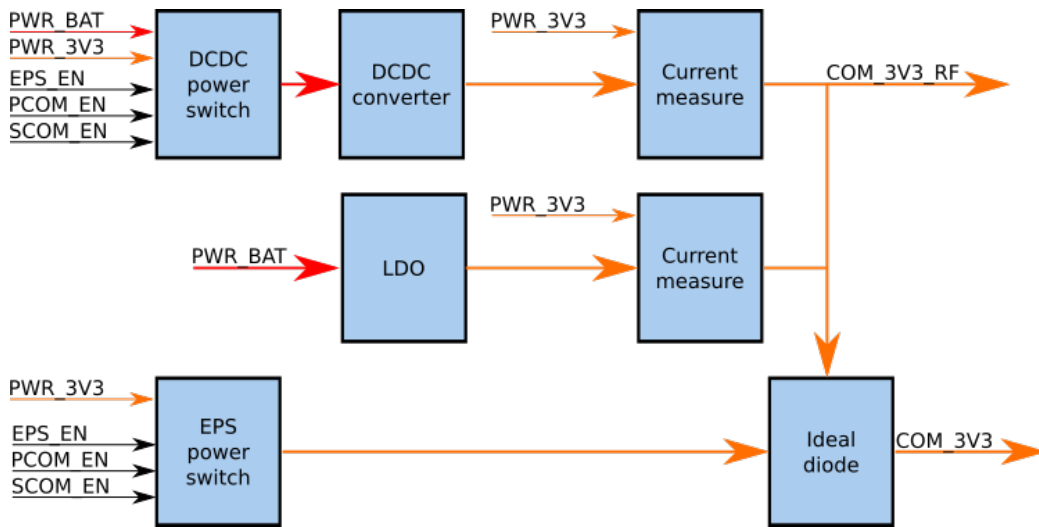 PWR_BAT
PWR_3V3
EPS_EN
PCOM_EN
SCOM_EN
DCDC
power
switch
DCDC
converter
PWR_3V3
Current
measure
COM_3V3_RF
PWR_BAT
LDO
PWR_3V3
Current
measure
PWR_3V3
EPS_EN
PCOM_EN
SCOM_EN
EPS
power
switch
Ideal
diode
COM_3V3